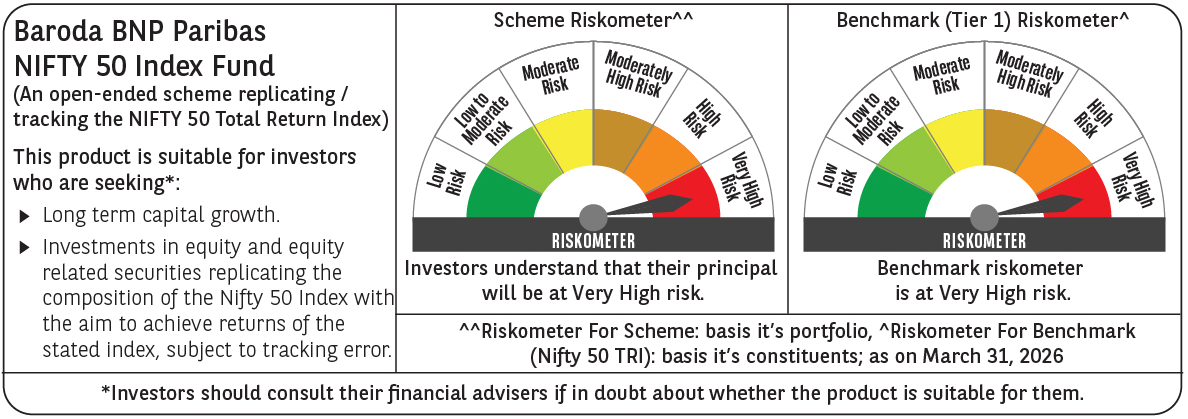 Baroda BNP Paribas
NIFTY 50 Index Fund
(An open-ended scheme replicating /
tracking the NIFTY 50 Total Return Index)
This product is suitable for investors
who are seeking*:
► Long term capital growth.
► Investments in equity and equity
related securities replicating the
composition of the Nifty 50 Index with
the aim to achieve returns of the
stated index, subject to tracking error.
Scheme Riskometer^^
Low
Risk
Low to
Moderate
Risk
Moderate
Risk
Moderately
High Risk
High
Risk
Very High
Risk
RISKOMETER
Investors understand that their principal
will be at Very High risk.
Benchmark (Tier 1) Riskometer^
Low
Risk
Low to
Moderate
Risk
Moderate
Risk
Moderately
High Risk
High
Risk
Very High
Risk
RISKOMETER
Benchmark riskometer
is at Very High risk.
^^Riskometer For Scheme: basis it's portfolio, ^Riskometer For Benchmark
(Nifty 50 TRI): basis it's constituents; as on March 31, 2026
*Investors should consult their financial advisers if in doubt about whether the product is suitable for them.